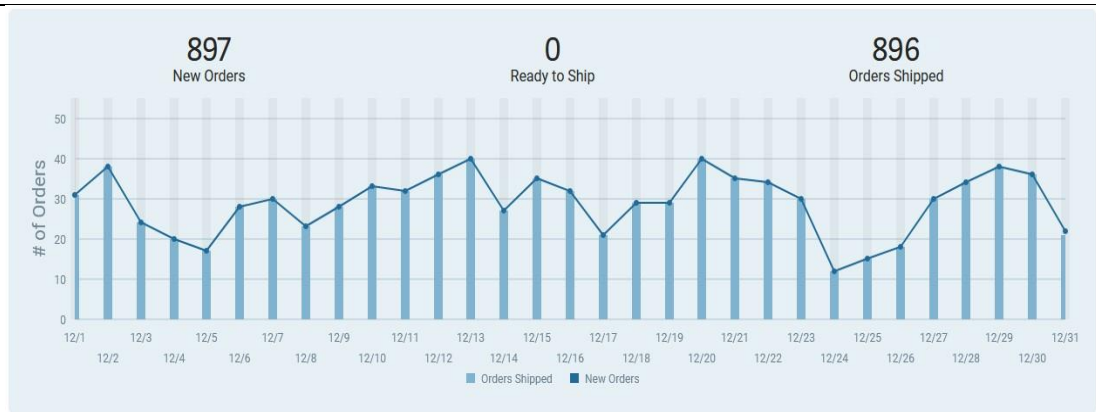 897 0 896
New Orders Ready to Ship Orders Shipped
50
40
30
20
10
0
# of Orders
12/1 12/3 12/5 12/7 12/9 12/11 12/13 12/15 12/17 12/19 12/21 12/23 12/25 12/27 12/29 12/31
12/2 12/4 12/6 12/8 12/10 12/12 12/14 12/16 12/18 12/20 12/22 12/24 12/26 12/28 12/30
Orders Shipped New Orders